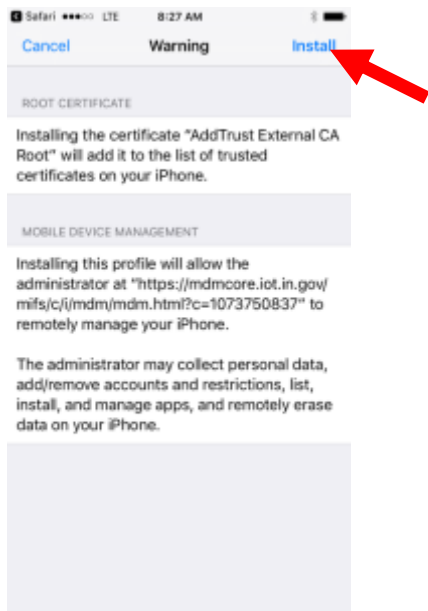 Safari LTE 8:27 AM
Cancel Warning Install
ROOT CERTIFICATE
Installing the certificate "AddTrust External CA
Root" will add it to the list of trusted
certificates on your iPhone.
MOBILE DEVICE MANAGEMENT
Installing this profile will allow the
administrator at "https://mdmcore.iot.in.gov/
mifs/c/i/mdm/mdm.html?c=1073750837" to
remotely manage your iPhone.
The administrator may collect personal data,
add/remove accounts and restrictions, list,
install, and manage apps, and remotely erase
data on your iPhone.